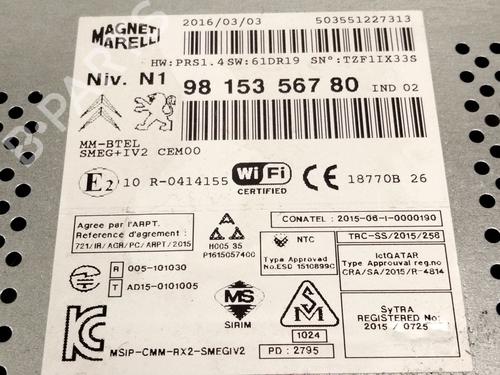 MAGNETI MARELLI
2016/03/03 503551227313
HW:PRS1.4 SW:61DR19 SN°:TZF1IX33S
Niv. N1 98 153 567 80 IND 02
MM-BTEL
SMEG+IV2 CEM00
E2 10 R-0414155 WiFi CERTIFIED CE 18770B 26
Agree par l'ARPT.
Reference d'agrement:
721/IR/AGR/PC/ARPT/2015
H005 35
P1615057400
CONATEL: 2015-06-I-0000190
NTC
Type Approved
No.ESD 1510899C
TRC-SS/2015/258
IctQATAR
Type Approuval reg.no
CRA/SA/2015/R-4814
R 005-101030
T AD15-0101005
MS
SIRIM
S M
1024
PD: 2795
SyTRA
REGISTERED No:
2015 / 0725
KC
MSIP-CMM-RX2-SMEGIV2